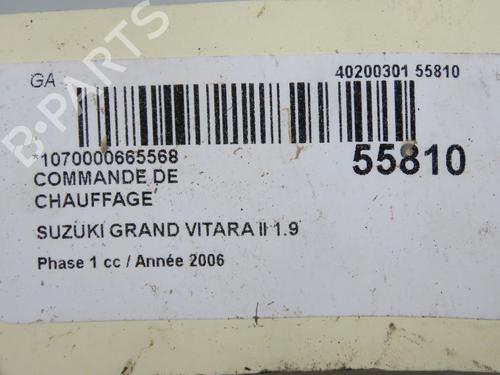 GA
40200301 55810
*1070000665568
55810
COMMANDE DE
CHAUFFAGE
SUZUKI GRAND VITARA II 1.9
Phase 1 cc / Année 2006
B-PARTS